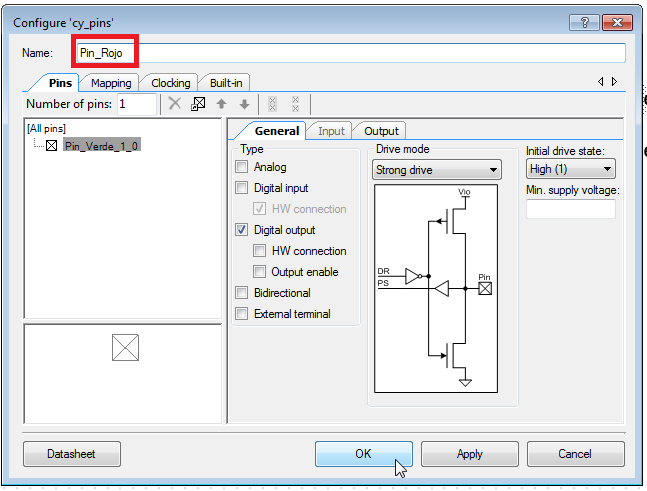 Configure 'cy_pins'
Name: Pin_Rojo
Pins Mapping Clocking Built-in
Number of pins: 1
[All pins]
Pin_Verde_1_0
General Input Output
Type
Analog
Digital input
HW connection
Digital output
HW connection
Output enable
Bidirectional
External terminal
Drive mode
Strong drive
Vio
DR
PS
Pin
Initial drive state:
High (1)
Min. supply voltage:
Datasheet OK Apply Cancel